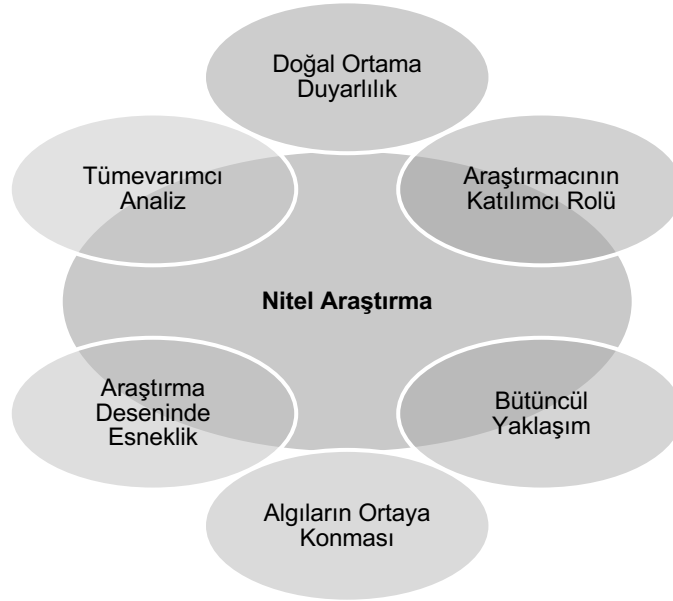 Doğal Ortama
Duyarlılık
Tümevarımcı
Analiz
Araştırmacının
Katılımcı Rolü
Nitel Araştırma
Araştırma
Deseninde
Esneklik
Bütüncül
Yaklaşım
Algıların Ortaya
Konması